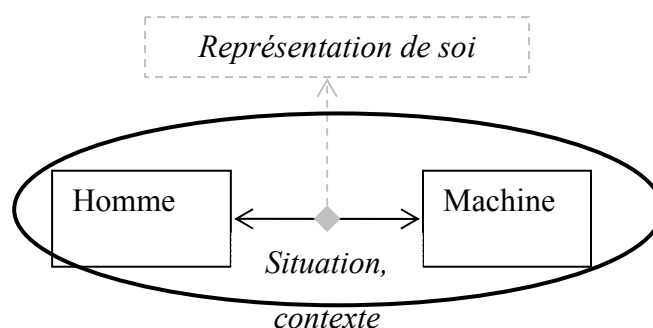 Représentation de soi
Homme
Machine
Situation,
contexte